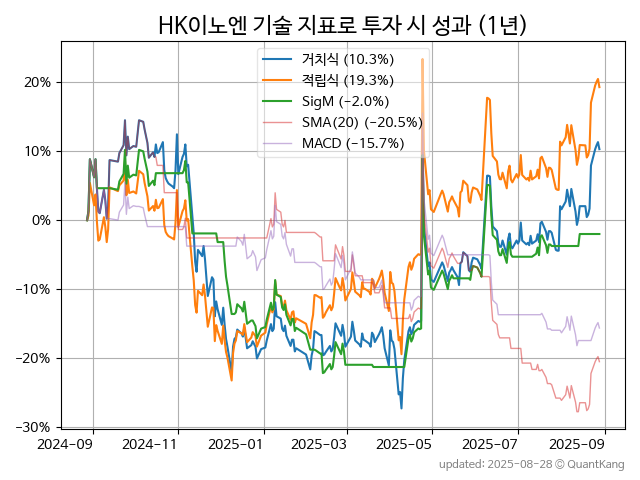 HK이노엔 기술 지표로 투자 시 성과 (1년)
거치식 (10.3%)
적립식 (19.3%)
SigM (−2.0%)
SMA(20) (−20.5%)
MACD (−15.7%)
20%
10%
0%
−10%
−20%
−30%
2024-09 2024-11 2025-01 2025-03 2025-05 2025-07 2025-09
updated: 2025-08-28 © QuantKang